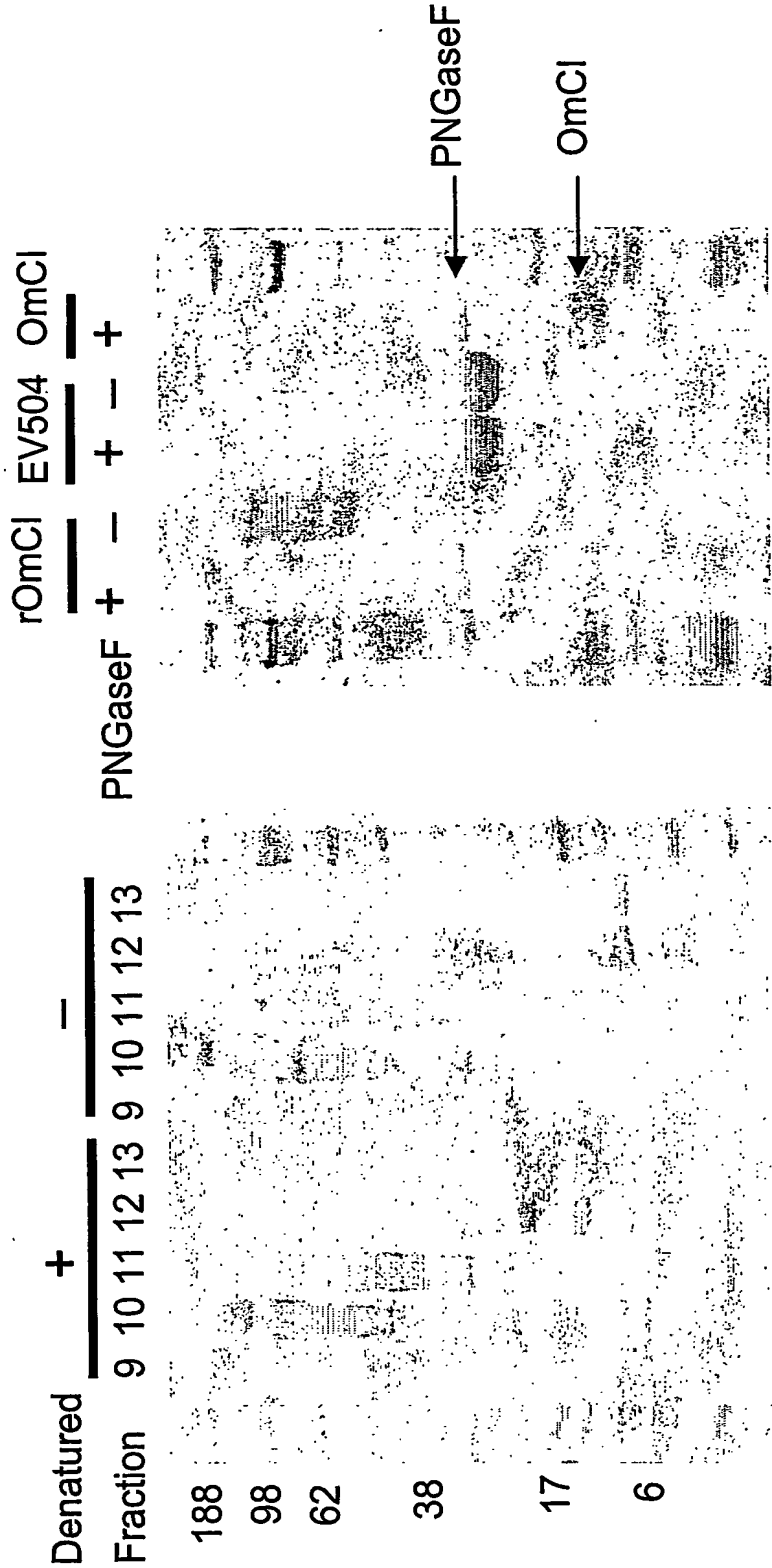 Denatured + −
Fraction 9 10 11 12 13 9 10 11 12 13
188
98
62
38
17
6
rOmCI EV504 OmCI
PNGaseF + − + − +
PNGaseF
OmCI